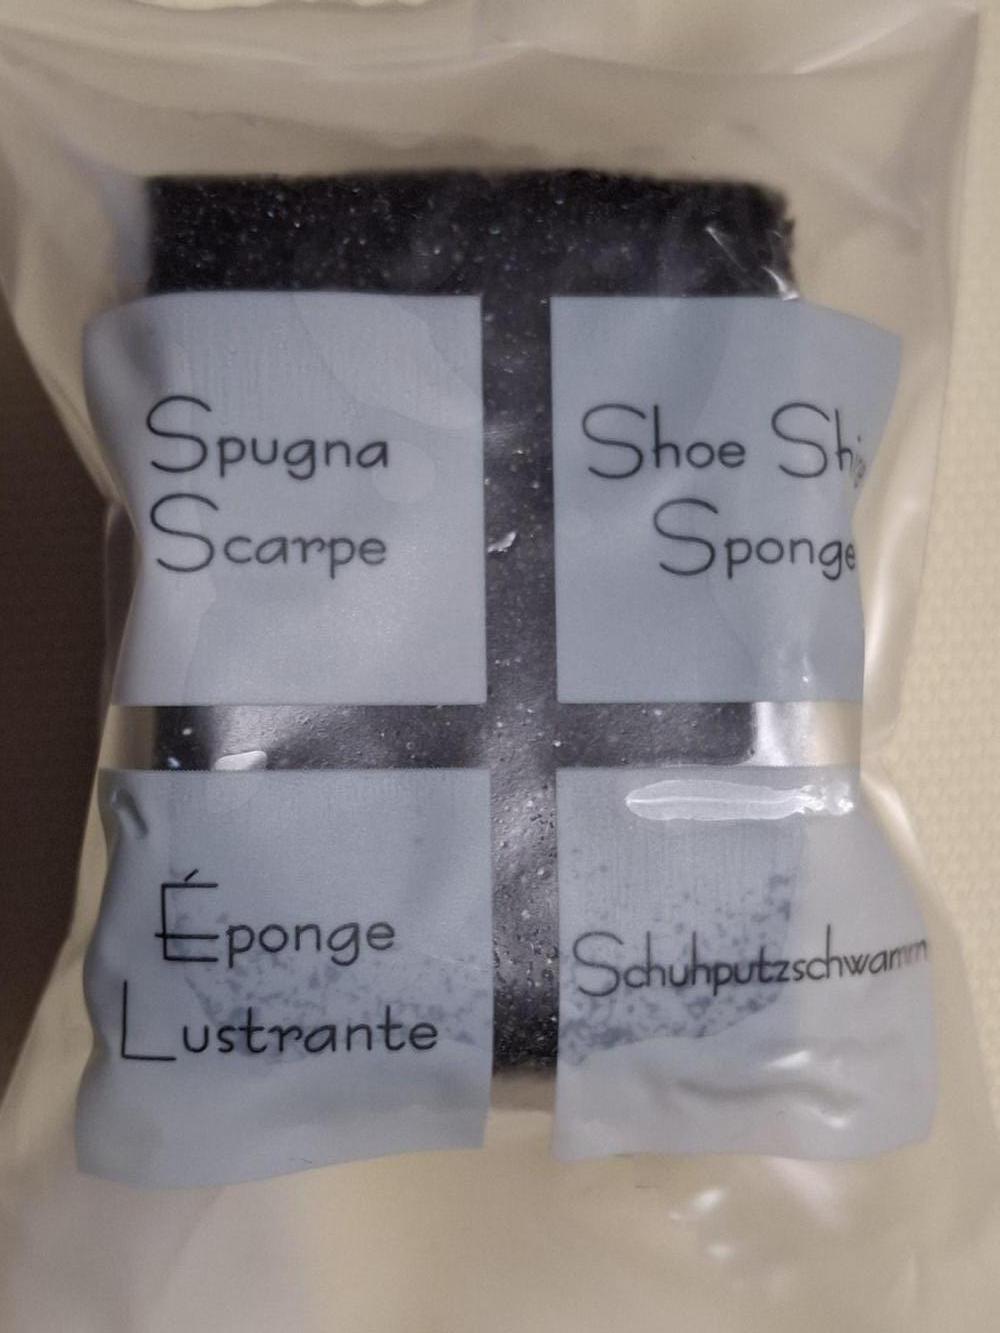 Spugna
Scarpe
Shoe
Sponge
Éponge
Lustrante
Schuhputzschwamm